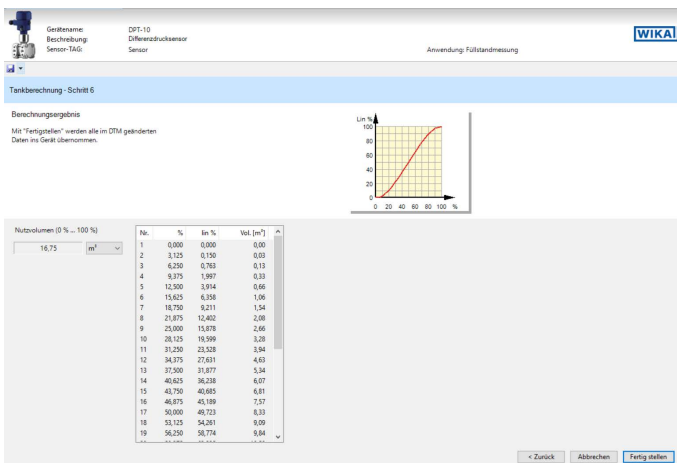 Gerätename: DPT-10
Beschreibung: Differenzdrucksensor
Sensor-TAG: Sensor
Anwendung: Füllstandmessung
WIKA
Tankberechnung - Schritt 6
Berechnungsergebnis
Mit "Fertigstellen" werden alle im DTM geänderten
Daten ins Gerät übernommen.
Lin %
100
80
60
40
20
0
0 20 40 60 80 100 %
Nutzvolumen (0 % ... 100 %)
16,75 m³
Nr. % lin % Vol. [m³]
1 0,000 0,000 0,00
2 3,125 0,150 0,03
3 6,250 0,763 0,13
4 9,375 1,997 0,33
5 12,500 3,914 0,66
6 15,625 6,358 1,06
7 18,750 9,211 1,54
8 21,875 12,402 2,08
9 25,000 15,878 2,66
10 28,125 19,599 3,28
11 31,250 23,528 3,94
12 34,375 27,631 4,63
13 37,500 31,877 5,34
14 40,625 36,238 6,07
15 43,750 40,685 6,81
16 46,875 45,189 7,57
17 50,000 49,723 8,33
18 53,125 54,261 9,09
19 56,250 58,774 9,84
< Zurück Abbrechen Fertig stellen